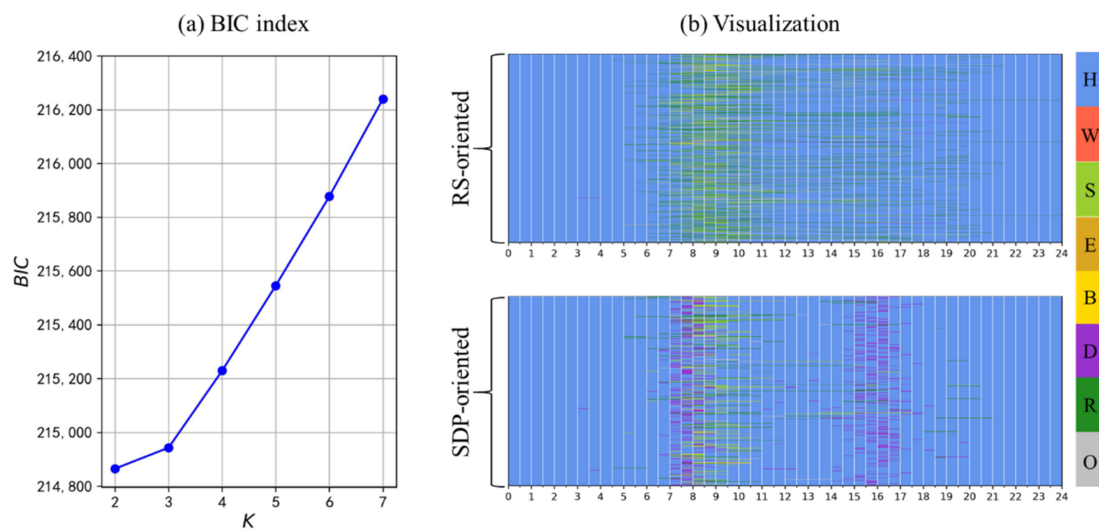 (a) BIC index
(b) Visualization
216, 400
216, 200
216, 000
215, 800
215, 600
215, 400
215, 200
215, 000
214, 800
BIC
2 3 4 5 6 7
K
RS-oriented
0 1 2 3 4 5 6 7 8 9 10 11 12 13 14 15 16 17 18 19 20 21 22 23 24
SDP-oriented
0 1 2 3 4 5 6 7 8 9 10 11 12 13 14 15 16 17 18 19 20 21 22 23 24
H
W
S
E
B
D
R
O